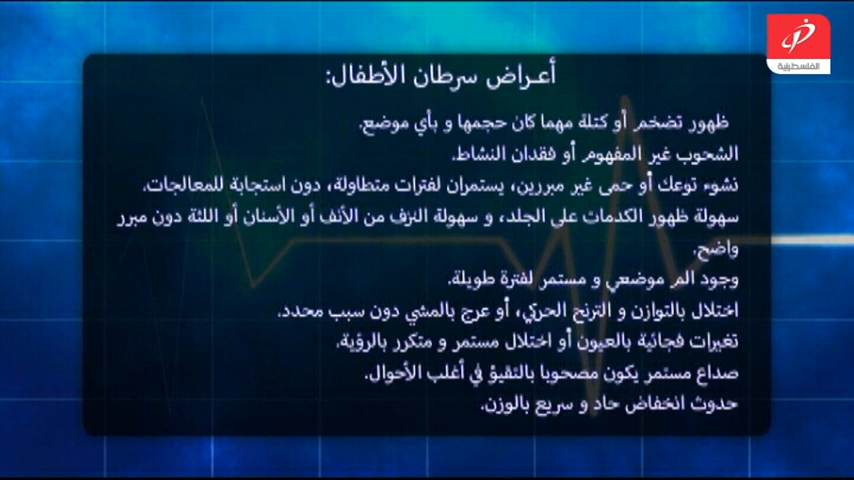 الفلسطينية
أعراض سرطان الأطفال:
ظهور تضخم أو كتلة مهما كان حجمها و بأي موضع.
الشحوب غير المفهوم أو فقدان النشاط.
نشوء توعك أو حمى غير مبررين، يستمران لفترات متطاولة، دون استجابة للمعالجات.
سهولة ظهور الكدمات على الجلد، و سهولة النزف من الأنف أو الأسنان أو اللثة دون مبرر
واضح.
وجود الم موضعي و مستمر لفترة طويلة.
اختلال بالتوازن و الترنح الحركي، أو عرج بالمشي دون سبب محدد.
تغيرات فجائية بالعيون أو اختلال مستمر و متكرر بالرؤية.
صداع مستمر يكون مصحوبا بالتقيؤ في أغلب الأحوال.
حدوث انخفاض حاد و سريع بالوزن.